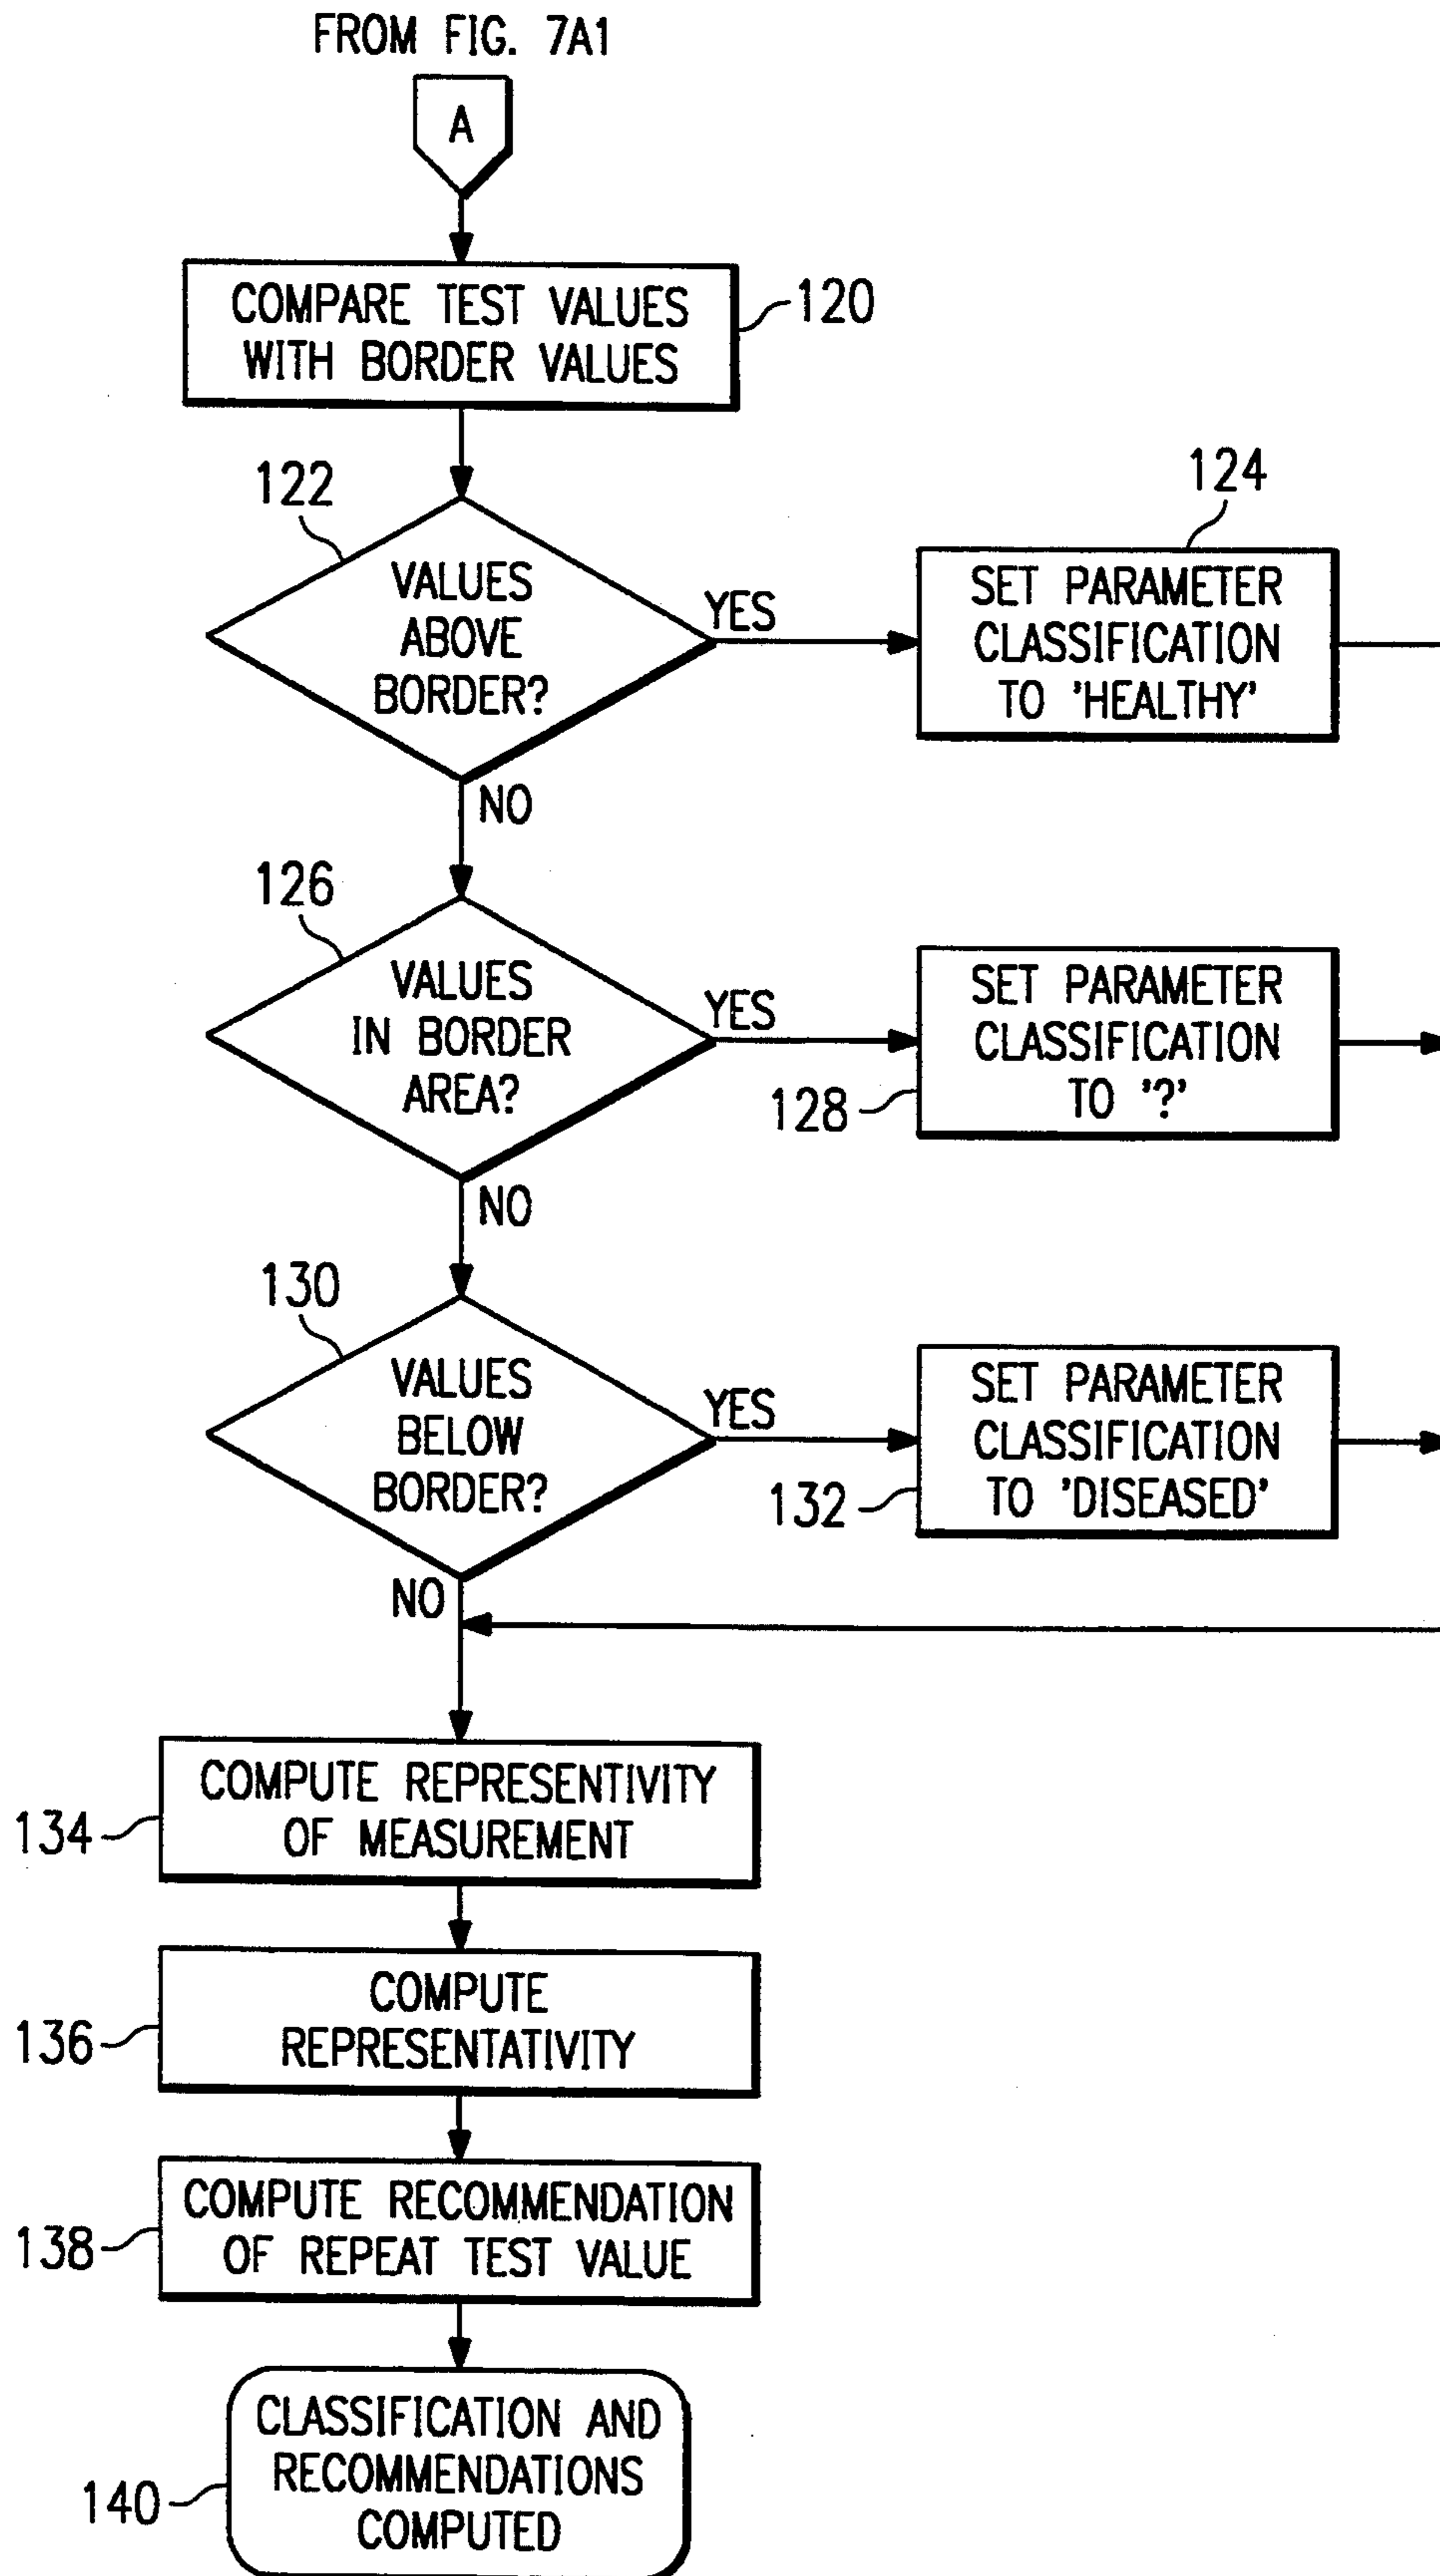 FROM FIG. 7A1
A
COMPARE TEST VALUES
WITH BORDER VALUES
120
122
VALUES
ABOVE
BORDER?
YES
124
SET PARAMETER
CLASSIFICATION
TO 'HEALTHY'
NO
126
VALUES
IN BORDER
AREA?
YES
128
SET PARAMETER
CLASSIFICATION
TO '?'
NO
130
VALUES
BELOW
BORDER?
YES
132
SET PARAMETER
CLASSIFICATION
TO 'DISEASED'
NO
134
COMPUTE REPRESENTIVITY
OF MEASUREMENT
136
COMPUTE
REPRESENTATIVITY
138
COMPUTE RECOMMENDATION
OF REPEAT TEST VALUE
140
CLASSIFICATION AND
RECOMMENDATIONS
COMPUTED